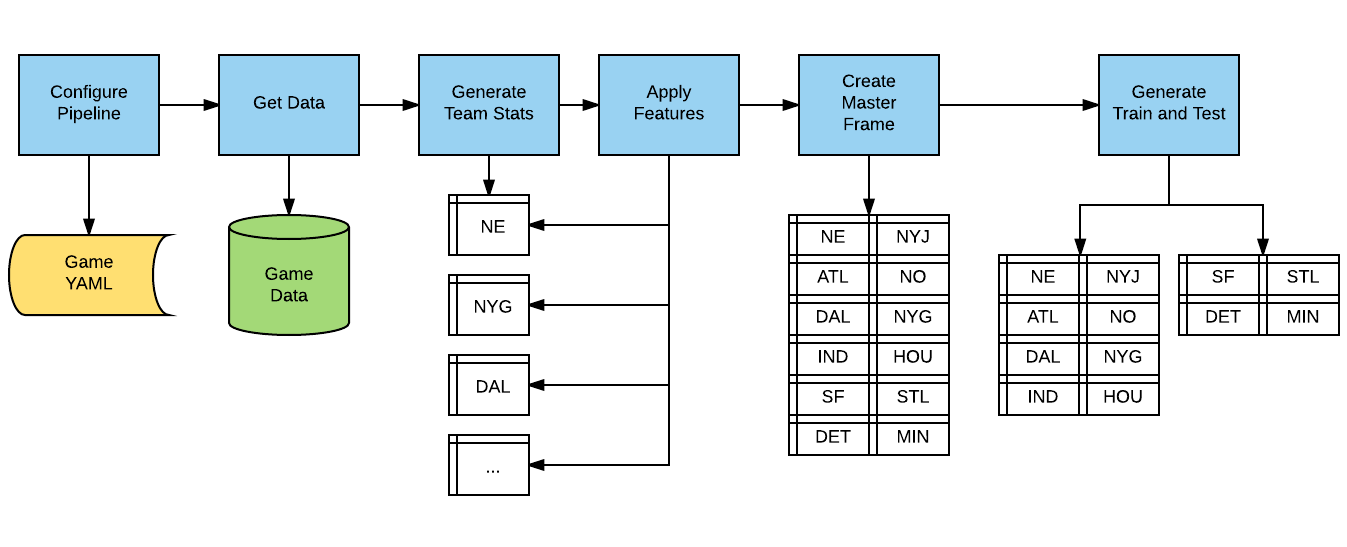 Configure
Pipeline
Get Data
Generate
Team Stats
Apply
Features
Create
Master
Frame
Generate
Train and Test
Game
YAML
Game
Data
NE
NYG
DAL
...
NE NYJ
ATL NO
DAL NYG
IND HOU
SF STL
DET MIN
NE NYJ
ATL NO
DAL NYG
IND HOU
SF STL
DET MIN